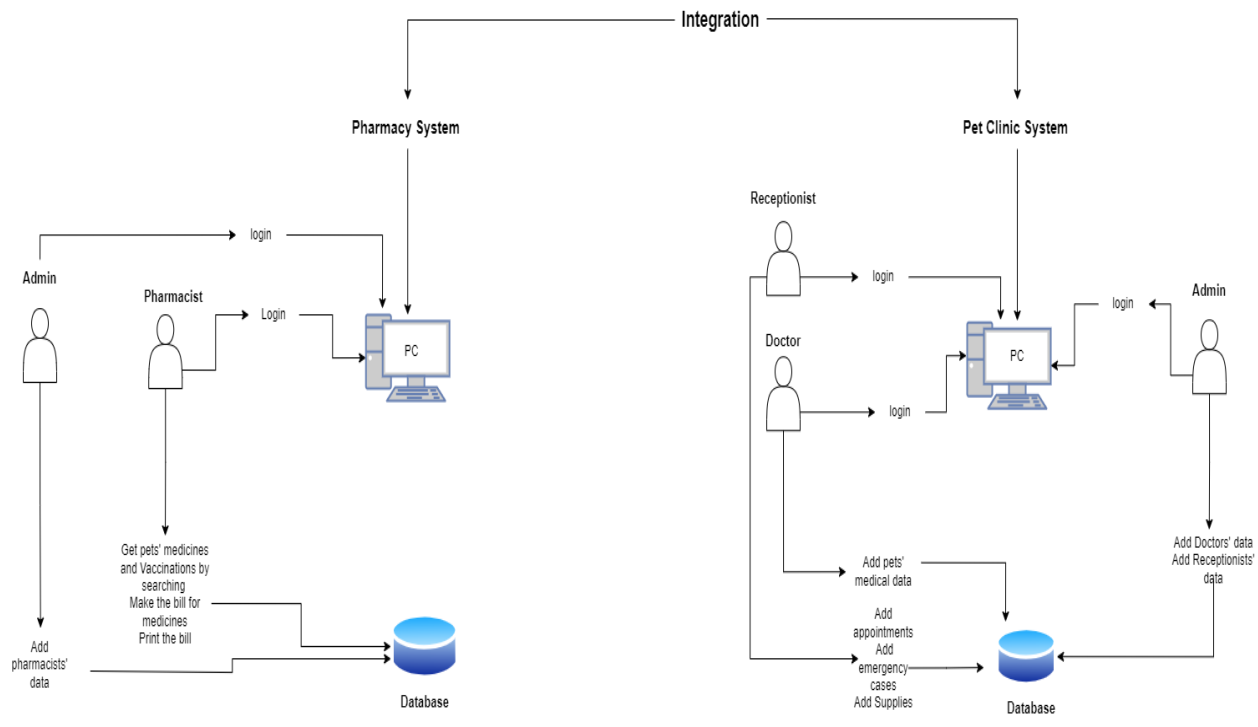 Integration
Pharmacy System
Pet Clinic System
Receptionist
login
Admin
Pharmacist
Login
PC
login
Admin
login
Doctor
PC
login
Get pets' medicines
and Vaccinations by
searching
Make the bill for
medicines
Print the bill
Add
pharmacists'
data
Database
Add pets'
medical data
Add
appointments
Add
emergency
cases
Add Supplies
Add Doctors' data
Add Receptionists'
data
Database